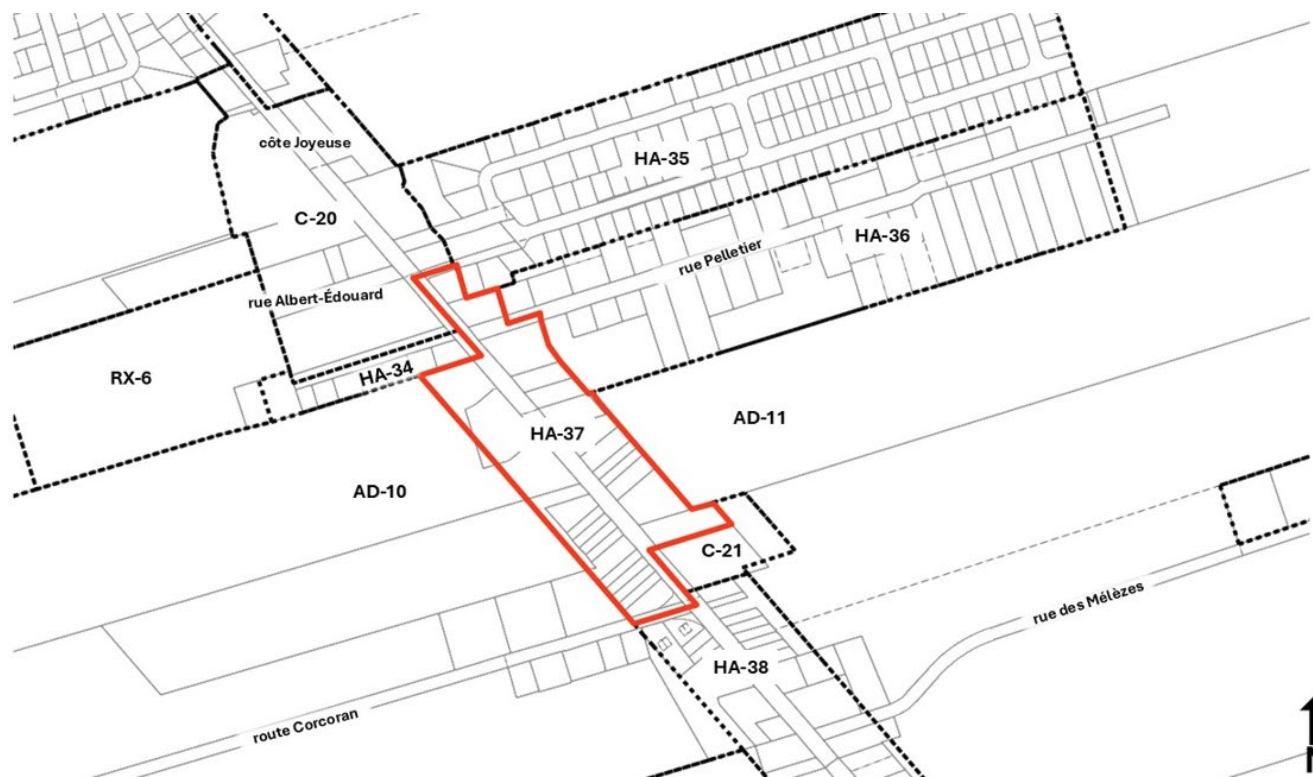 côte Joyeuse
HA-35
C-20
HA-36
rue Pelletier
rue Albert-Édouard
RX-6
HA-34
AD-11
HA-37
AD-10
C-21
rue des Mélèzes
HA-38
route Corcoran